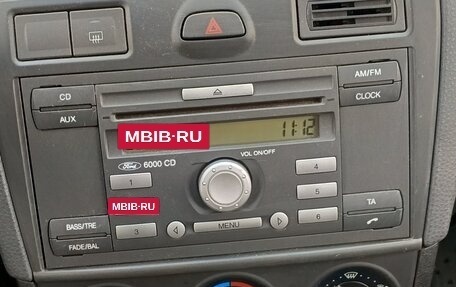 CD
AUX
AM/FM
CLOCK
MBIB·RU
11:12
Ford 6000 CD
VOL ON/OFF
1
4
5
MBIB·RU
BASS/TRE
FADE/BAL
3
MENU
6
TA